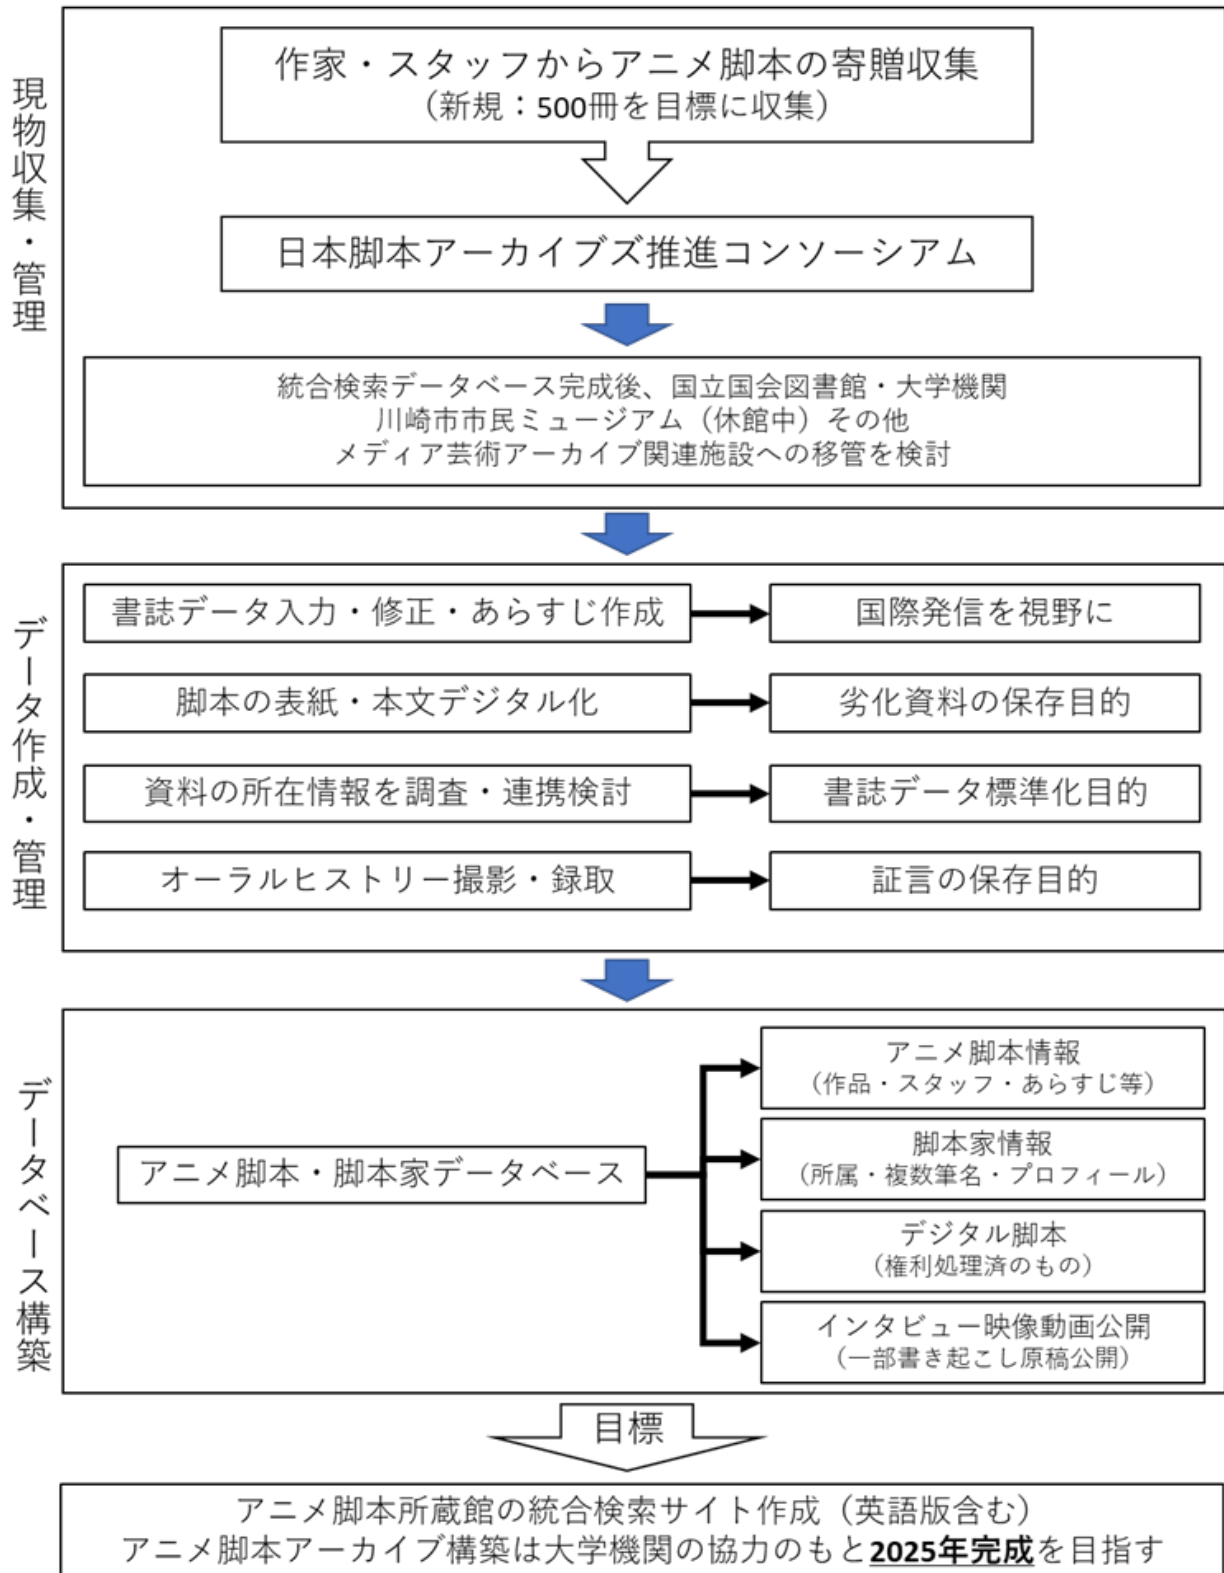 現物収集・管理
作家・スタッフからアニメ脚本の寄贈収集
（新規：500冊を目標に収集）
日本脚本アーカイブズ推進コンソーシアム
統合検索データベース完成後、国立国会図書館・大学機関
川崎市市民ミュージアム（休館中）その他
メディア芸術アーカイブ関連施設への移管を検討
データ作成・管理
書誌データ入力・修正・あらすじ作成
国際発信を視野に
脚本の表紙・本文デジタル化
劣化資料の保存目的
資料の所在情報を調査・連携検討
書誌データ標準化目的
オーラルヒストリー撮影・録取
証言の保存目的
データベース構築
アニメ脚本・脚本家データベース
アニメ脚本情報
（作品・スタッフ・あらすじ等）
脚本家情報
（所属・複数筆名・プロフィール）
デジタル脚本
（権利処理済のもの）
インタビュー映像動画公開
（一部書き起こし原稿公開）
目標
アニメ脚本所蔵館の統合検索サイト作成（英語版含む）
アニメ脚本アーカイブ構築は大学機関の協力のもと2025年完成を目指す